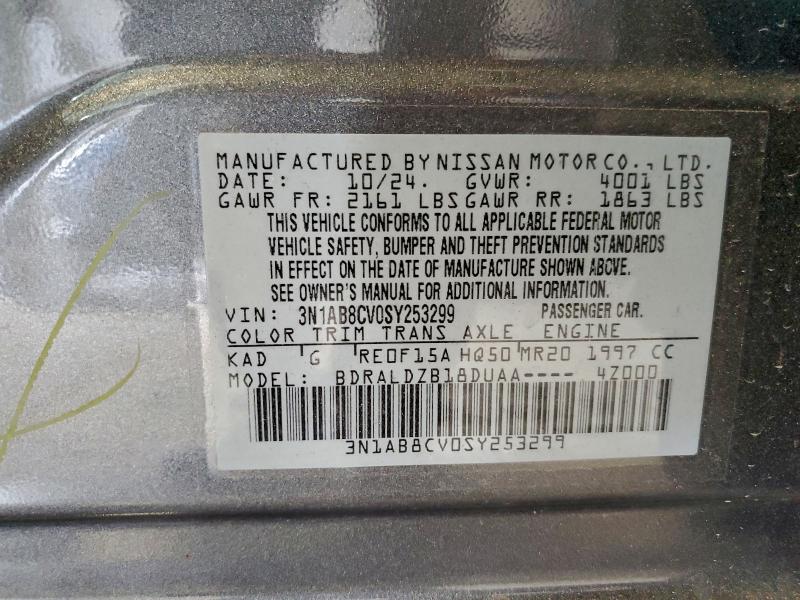 MANUFACTURED BY NISSAN MOTOR CO., LTD.
DATE: 10/24. GVWR: 4001 LBS
GAWR FR: 2161 LBS GAWR RR: 1863 LBS
THIS VEHICLE CONFORMS TO ALL APPLICABLE FEDERAL MOTOR
VEHICLE SAFETY, BUMPER AND THEFT PREVENTION STANDARDS
IN EFFECT ON THE DATE OF MANUFACTURE SHOWN ABOVE.
SEE OWNER'S MANUAL FOR ADDITIONAL INFORMATION.
VIN: 3N1AB8CV0SY253299 PASSENGER CAR.
COLOR TRIM TRANS AXLE ENGINE
KAD G RE0F15A HQ50 MR20 1997 CC
MODEL: BDRALDZB18DUAA---- 4Z000
3N1AB8CV0SY253299